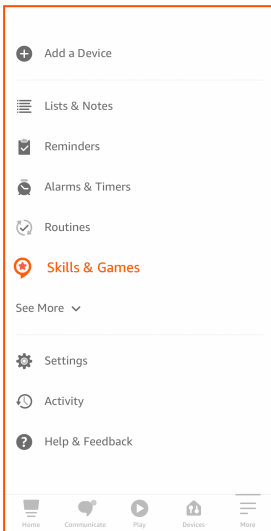 Add a Device
Lists & Notes
Reminders
Alarms & Timers
Routines
Skills & Games
See More
Settings
Activity
Help & Feedback
Home Communicate Play Devices More